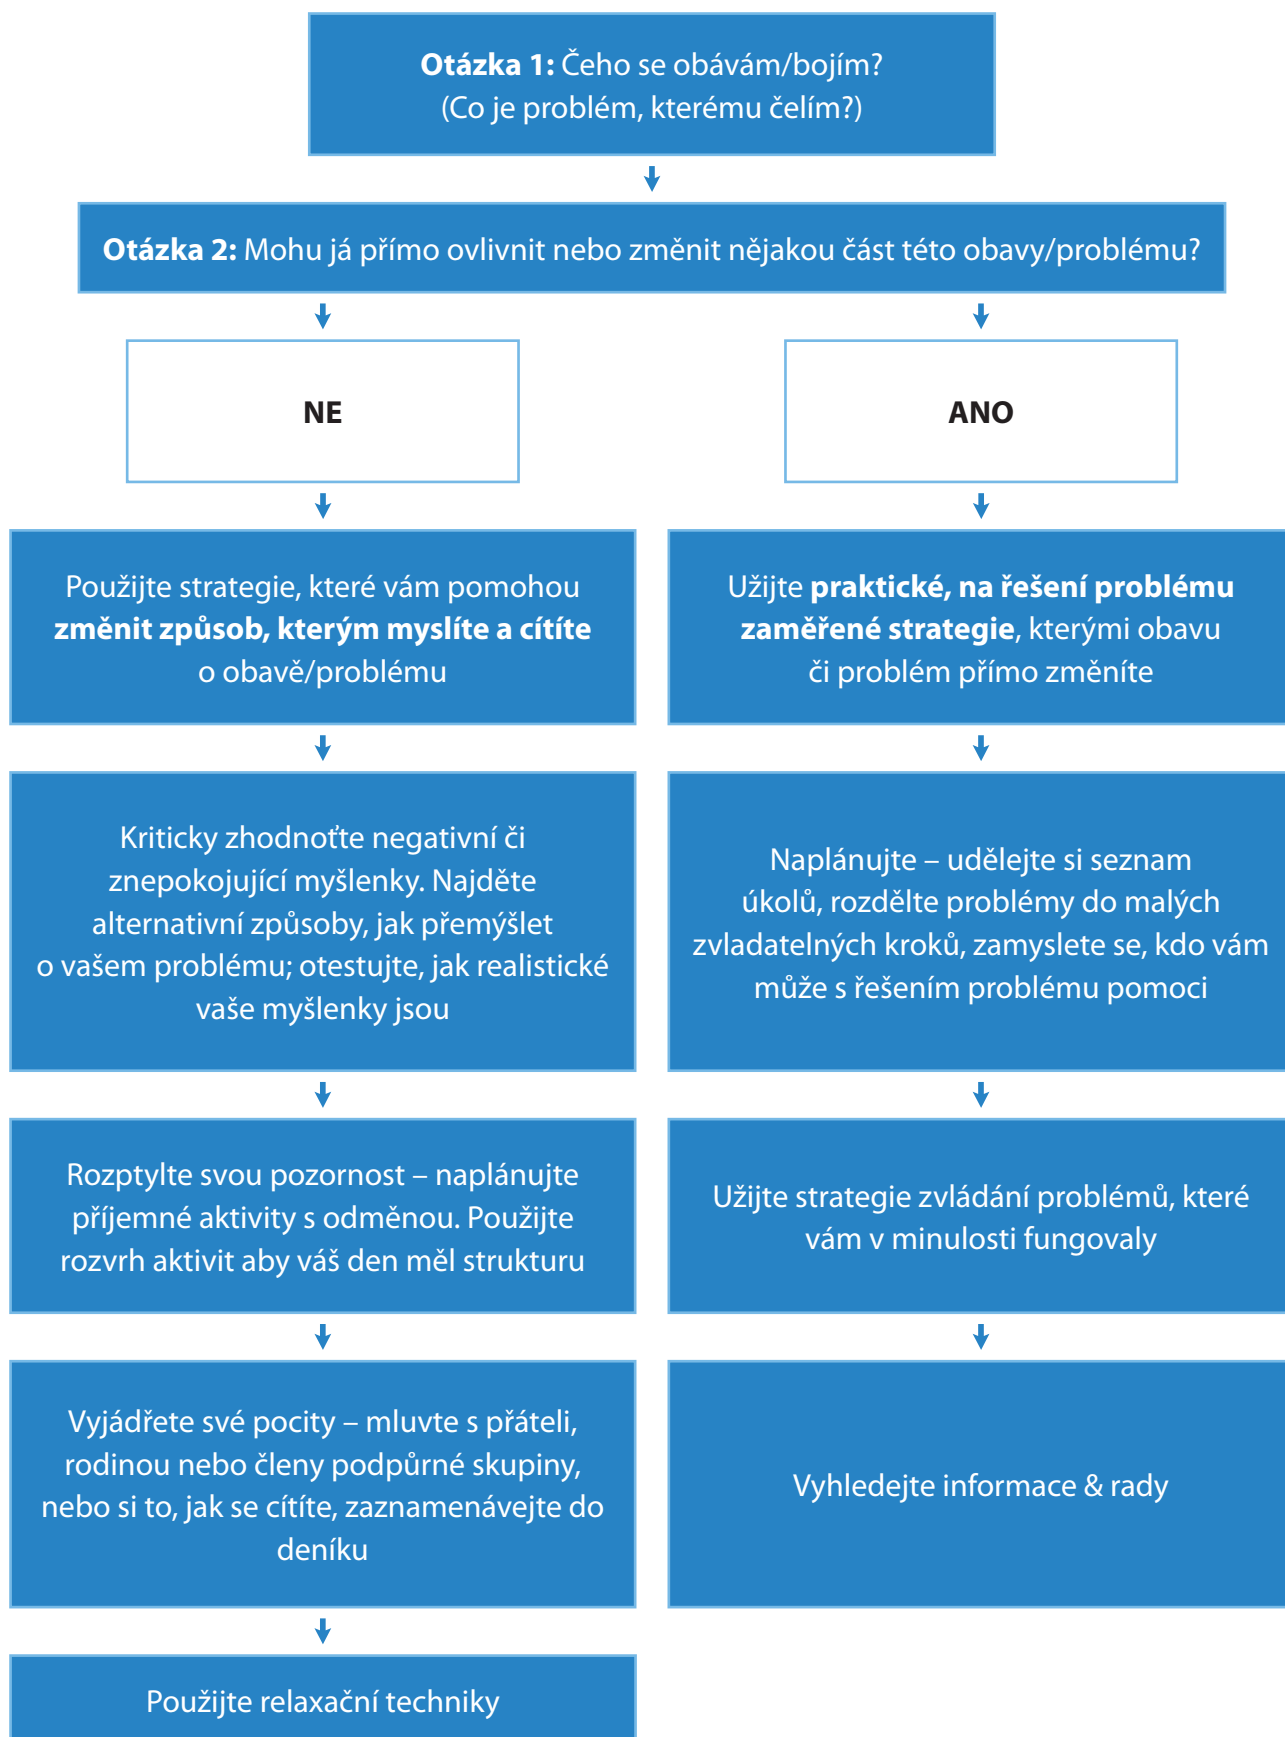 Otázka 1: Čeho se obávám/bojím?
(Co je problém, kterému čelím?)
Otázka 2: Mohu já přímo ovlivnit nebo změnit nějakou část této obavy/problému?
NE
ANO
Použijte strategie, které vám pomohou
změnit způsob, kterým myslíte a cítíte
o obavě/problému
Užijte praktické, na řešení problému
zaměřené strategie, kterými obavu
či problém přímo změníte
Kriticky zhodnoťte negativní či
znepokojující myšlenky. Najděte
alternativní způsoby, jak přemýšlet
o vašem problému; otestujte, jak realistické
vaše myšlenky jsou
Naplánujte – udělejte si seznam
úkolů, rozdělte problémy do malých
zvladatelných kroků, zamyslete se, kdo vám
může s řešením problému pomoci
Rozptylte svou pozornost – naplánujte
příjemné aktivity s odměnou. Použijte
rozvrh aktivit aby váš den měl strukturu
Užijte strategie zvládání problémů, které
vám v minulosti fungovaly
Vyjádřete své pocity – mluvte s přáteli,
rodinou nebo členy podpůrné skupiny,
nebo si to, jak se cítíte, zaznamenávejte do
deníku
Vyhledejte informace & rady
Použijte relaxační techniky